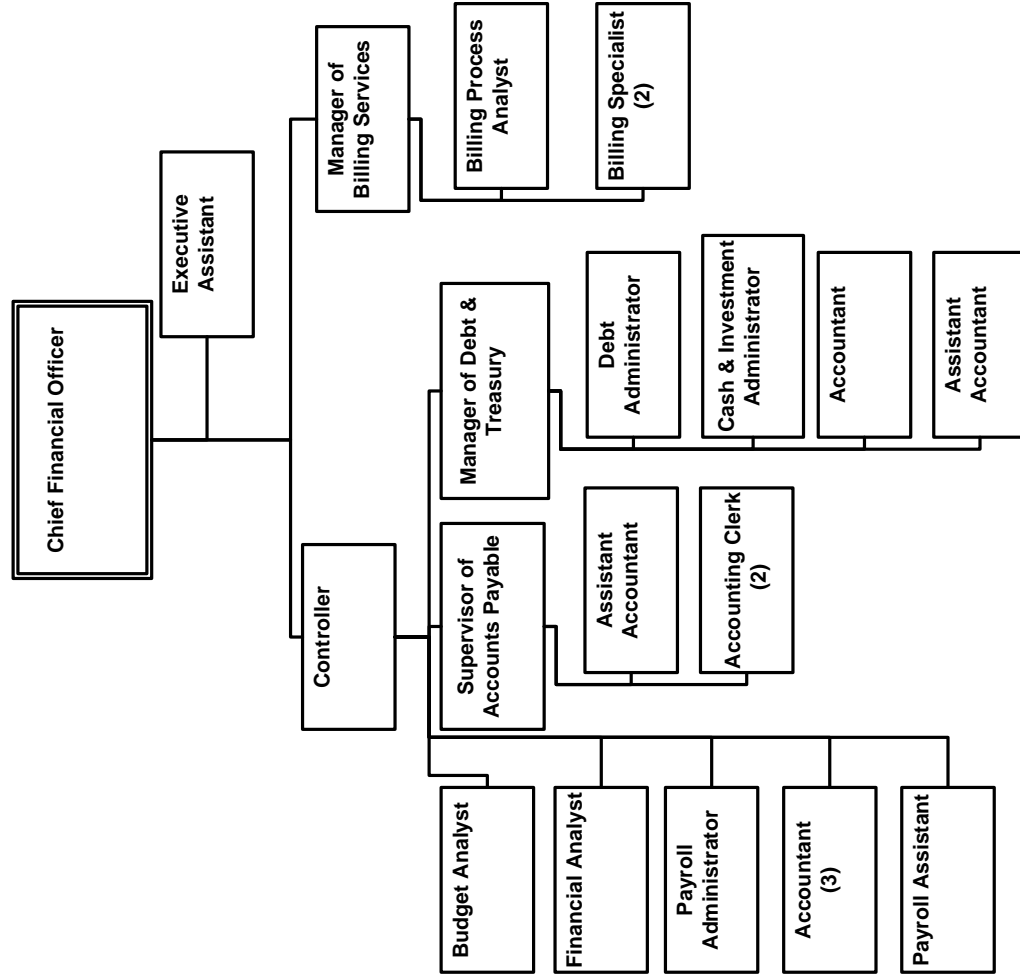 Chief Financial Officer
Executive
Assistant
Controller
Manager of
Billing Services
Budget Analyst
Financial Analyst
Payroll
Administrator
Accountant
(3)
Payroll Assistant
Supervisor of
Accounts Payable
Assistant
Accountant
Accounting Clerk
(2)
Manager of Debt &
Treasury
Debt
Administrator
Cash & Investment
Administrator
Accountant
Assistant
Accountant
Billing Process
Analyst
Billing Specialist
(2)